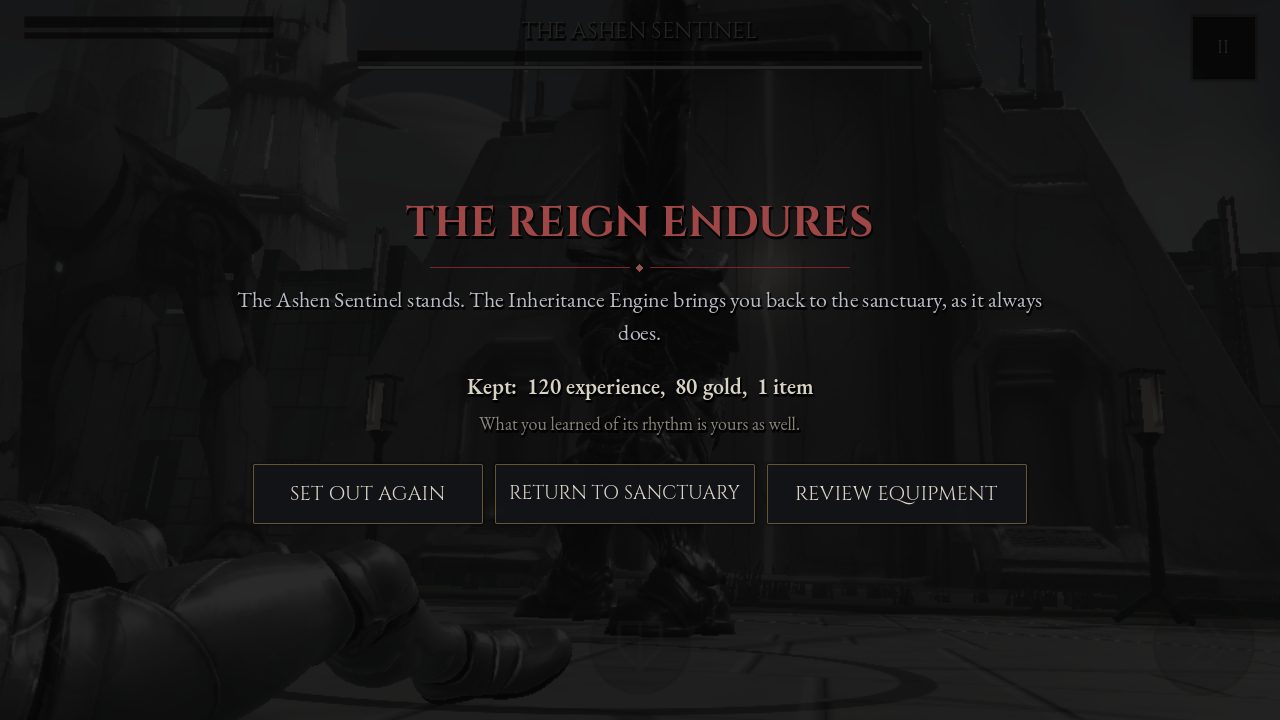 THE ASHEN SENTINEL
II
THE REIGN ENDURES
The Ashen Sentinel stands. The Inheritance Engine brings you back to the sanctuary, as it always
does.
Kept: 120 experience, 80 gold, 1 item
What you learned of its rhythm is yours as well.
SET OUT AGAIN
RETURN TO SANCTUARY
REVIEW EQUIPMENT